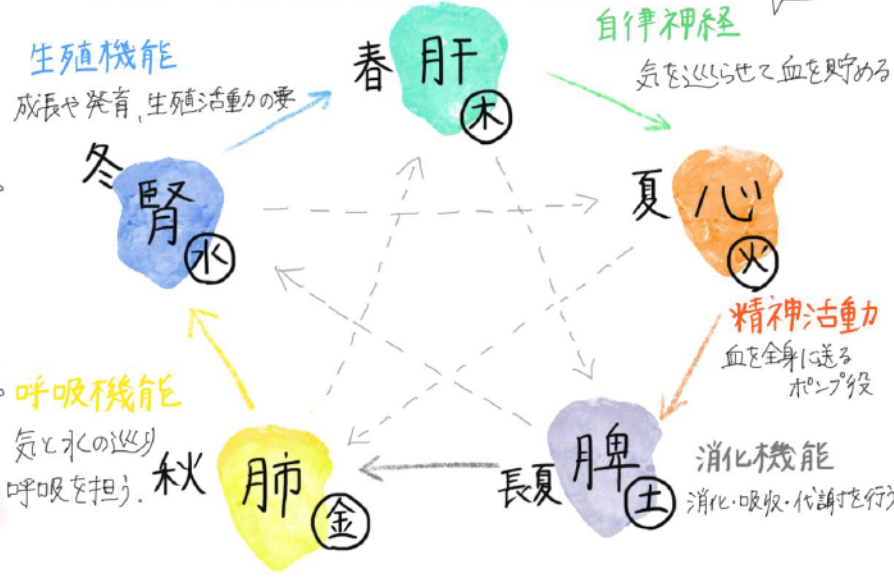 生殖機能
成長や発育、生殖活動の要
春 肝
木
自律神経
気を巡らせて血を貯める
冬
腎
水
夏 心
火
精神活動
血を全身に送る
ポンプ役
呼吸機能
気と水の巡り
呼吸を担う.
秋 肺
金
長夏 脾
土
消化機能
消化・吸収・代謝を行う